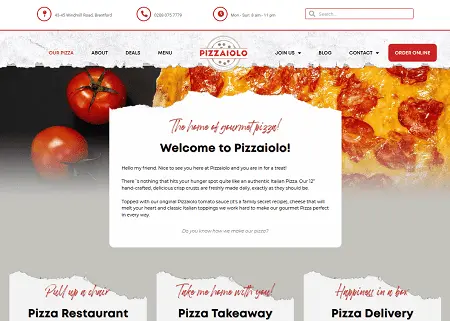 43-45 Windmill Road, Brentford
0208 075 7779
Mon - Sun: 8 am - 11 pm
Search...
OUR PIZZA
ABOUT
DEALS
MENU
PIZZAIOLO
JOIN US
BLOG
CONTACT
ORDER ONLINE
The home of gourmet pizza!
Welcome to Pizzaiolo!
Hello my friend. Nice to see you here at Pizzaiolo and you are in for a treat!
There´s nothing that hits your hunger spot quite like an authentic Italian Pizza. Our 12"
hand-crafted, delicious crisp crusts are freshly made daily, exactly as they should be.
Topped with our original Pizzaiolo tomato sauce (it's a family secret recipe), cheese that will
melt your heart and classic Italian toppings we work hard to make our gourmet Pizza perfect
in every way.
Do you know how we make our pizza?
Pull up a chair
Take me home with you!
Happiness in a box
Pizza Restaurant
Pizza Takeaway
Pizza Delivery